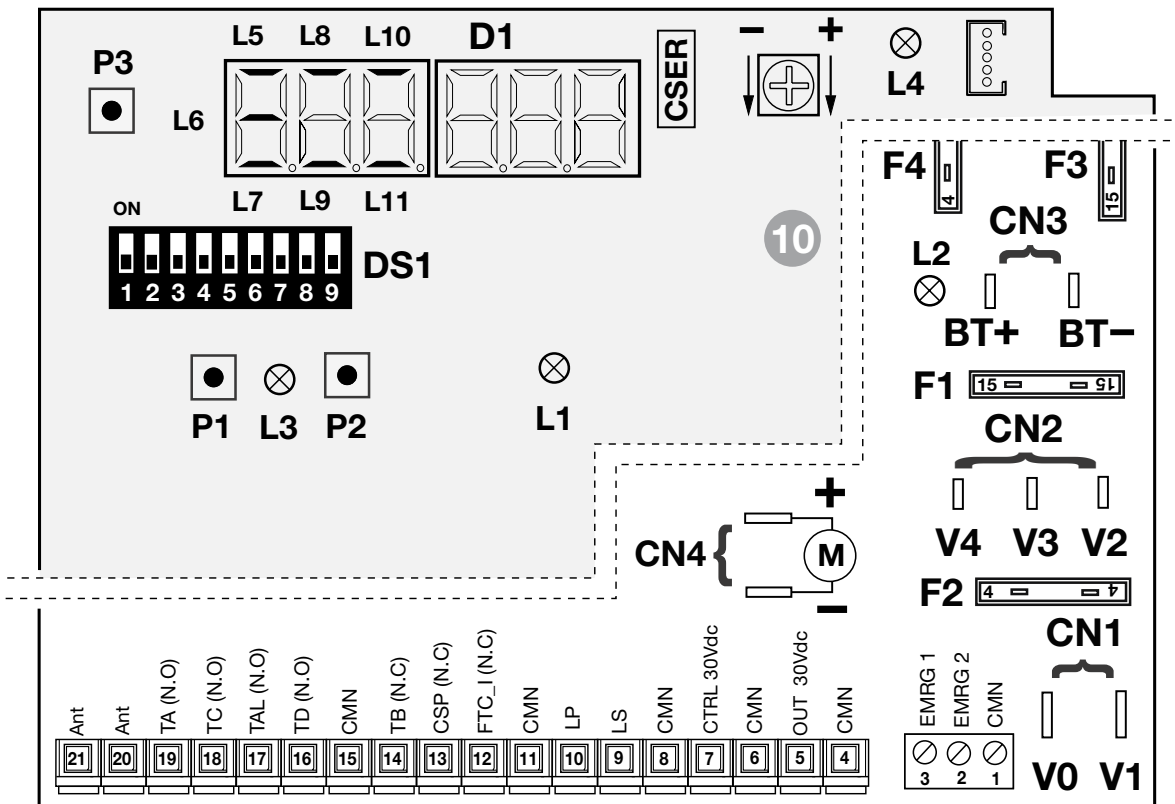 L5 L8 L10 D1
P3
CSER
− +
L4
L6
L7 L9 L11
ON
1 2 3 4 5 6 7 8 9
DS1
10
F4 4
F3 15
CN3
L2
BT+ BT−
F1 15 15
P1 L3 P2
L1
CN2
V4 V3 V2
+
CN4 { M
−
F2 4 4
CN1
V0 V1
EMRG 1 EMRG 2 CMN
3 2 1
Ant Ant TA (N.O) TC (N.O) TAL (N.O) TD (N.O) CMN TB (N.C) CSP (N.C) FTC_I (N.C) CMN LP LS CMN CTRL 30Vdc CMN OUT 30Vdc CMN
21 20 19 18 17 16 15 14 13 12 11 10 9 8 7 6 5 4